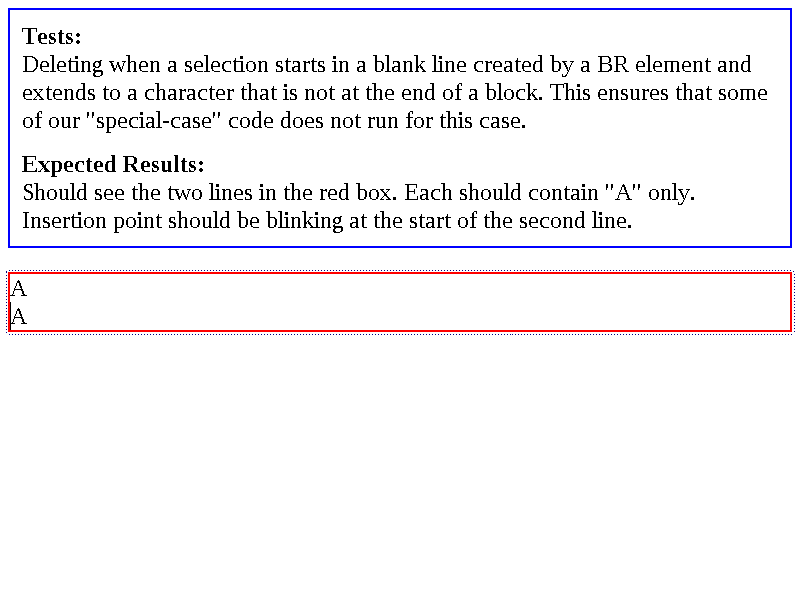 Tests:
Deleting when a selection starts in a blank line created by a BR element and
extends to a character that is not at the end of a block. This ensures that some
of our "special-case" code does not run for this case.
Expected Results:
Should see the two lines in the red box. Each should contain "A" only.
Insertion point should be blinking at the start of the second line.
A
A